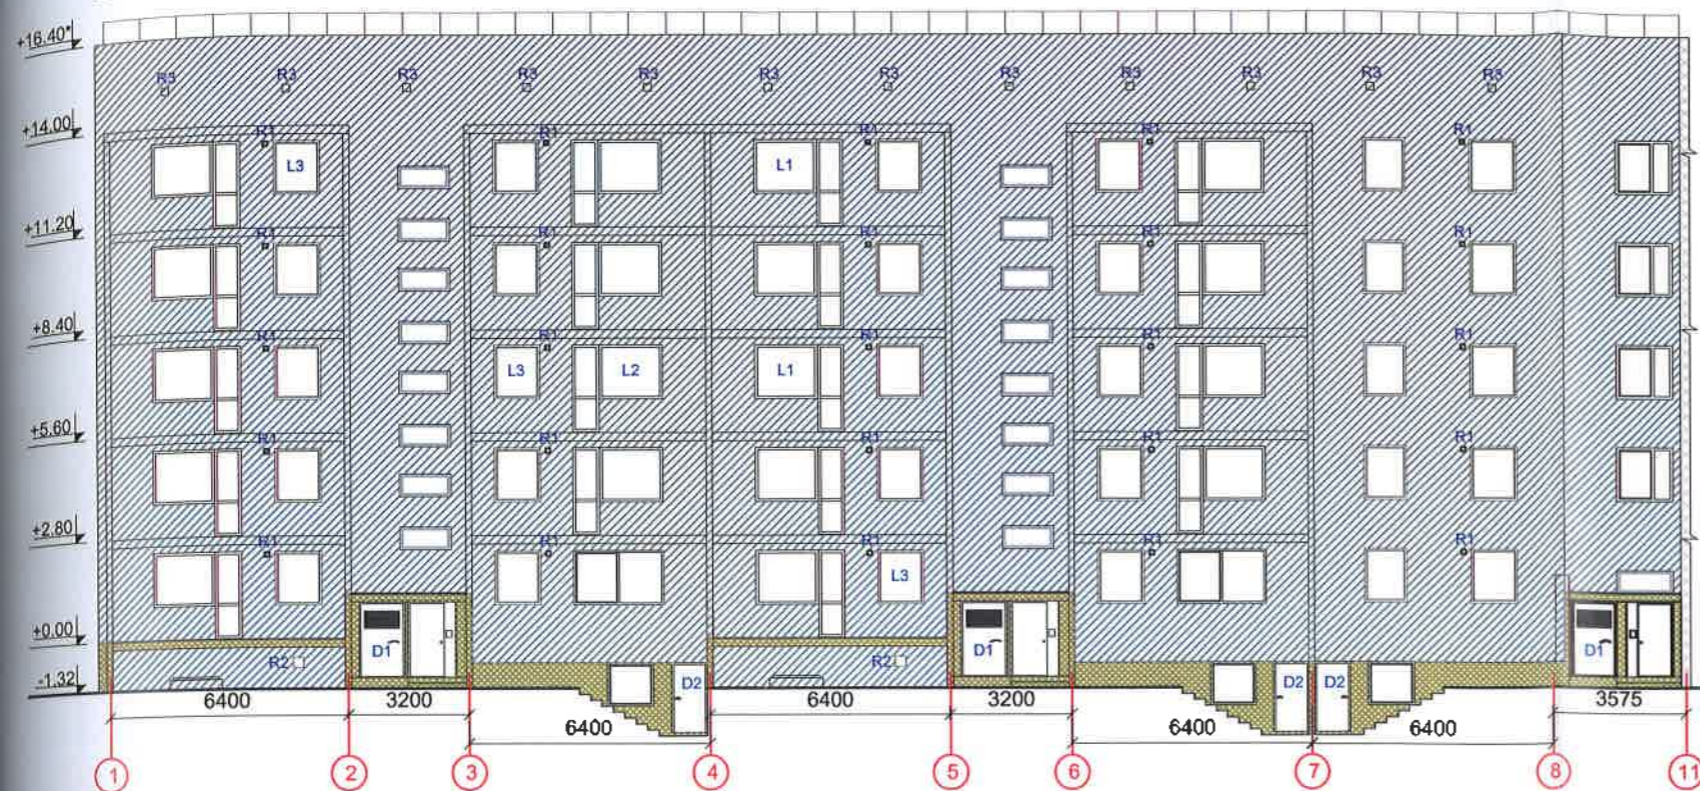 +16.40*
R3 R3 R3 R3 R3 R3 R3 R3 R3 R3 R3 R3
+14.00
R1 R1 R1 R1 R1
L3 L1
+11.20
R1 R1 R1 R1 R1
+8.40
R1 R1 R1 R1 R1
L3 L2 L1
+5.60
R1 R1 R1 R1 R1
+2.80
R1 R1 R1 R1 R1
L3
+0.00
D1 D1 D1
R2 R2
-1.32
D2 D2 D2
6400 3200 6400 3200 3575
6400 6400 6400
1 2 3 4 5 6 7 8 11